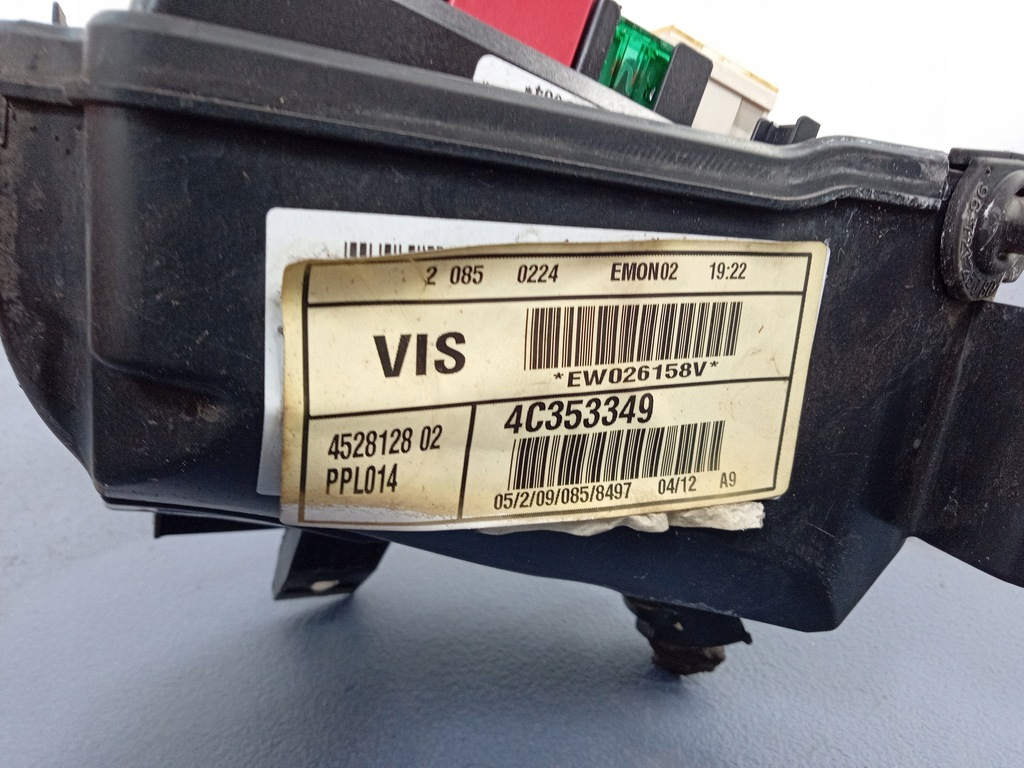 2 085 0224 EMON02 19:22
VIS
*EW026158V*
4C353349
4528128 02
PPL014
05/2/09/085/8497 04/12 A9